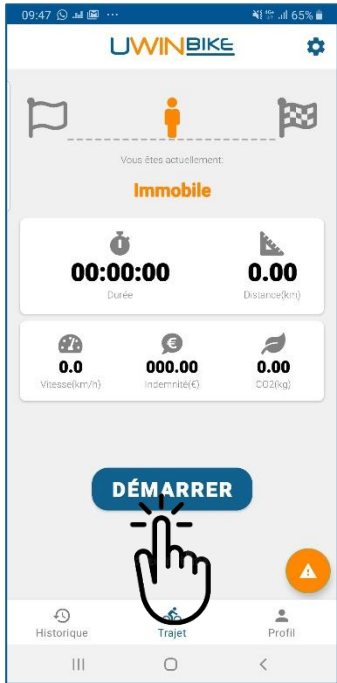 09:47 ... 65%
UWINBIKE
Vous êtes actuellement:
Immobile
00:00:00 0.00
Durée Distance(km)
0.0 000.00 0.00
Vitesse(km/h) Indemnité(€) CO2(kg)
DÉMARRER
Historique Trajet Profil